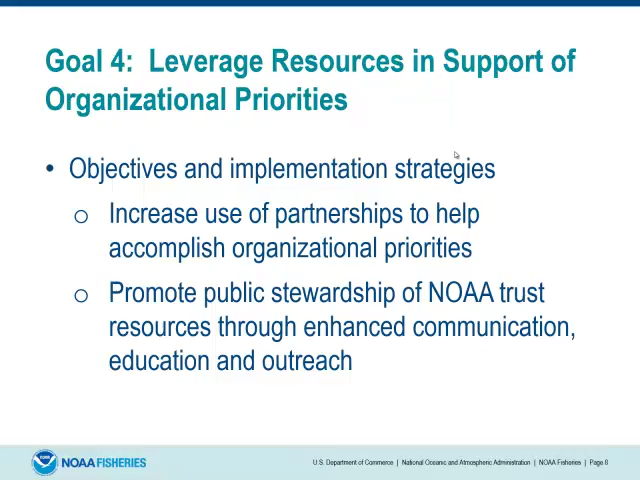 Goal 4:  Leverage Resources in Support of
Organizational Priorities
• Objectives and implementation strategies
o Increase use of partnerships to help
accomplish organizational priorities
o Promote public stewardship of NOAA trust
resources through enhanced communication,
education and outreach
NOAA FISHERIES
U.S. Department of Commerce | National Oceanic and Atmospheric Administration | NOAA Fisheries | Page 8